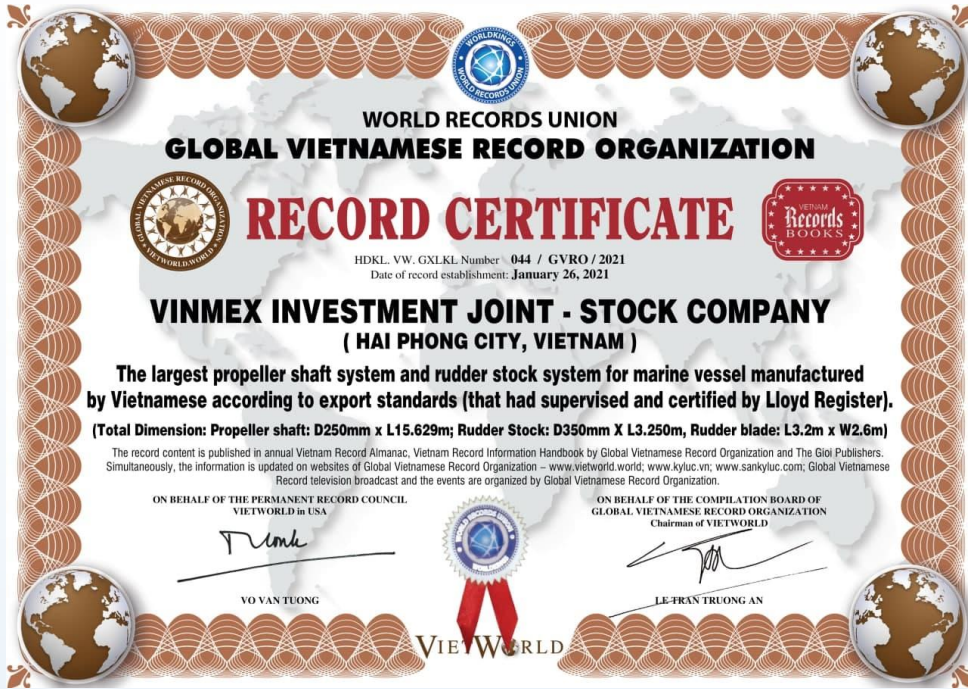 WORLDKINGS
WORLD RECORDS UNION
WORLD RECORDS UNION
GLOBAL VIETNAMESE RECORD ORGANIZATION
GLOBAL VIETNAMESE RECORD ORGANIZATION
VIETWORLD.WORLD
RECORD CERTIFICATE
VIETNAM
Records
BOOKS
HDKL. VW. GXLKL Number 044 / GVRO / 2021
Date of record establishment: January 26, 2021
VINMEX INVESTMENT JOINT - STOCK COMPANY
( HAI PHONG CITY, VIETNAM )
The largest propeller shaft system and rudder stock system for marine vessel manufactured
by Vietnamese according to export standards (that had supervised and certified by Lloyd Register).
(Total Dimension: Propeller shaft: D250mm x L15.629m; Rudder Stock: D350mm X L3.250m, Rudder blade: L3.2m x W2.6m)
The record content is published in annual Vietnam Record Almanac, Vietnam Record Information Handbook by Global Vietnamese Record Organization and The Gioi Publishers.
Simultaneously, the information is updated on websites of Global Vietnamese Record Organization – www.vietworld.world; www.kyluc.vn; www.sankyluc.com; Global Vietnamese
Record television broadcast and the events are organized by Global Vietnamese Record Organization.
ON BEHALF OF THE PERMANENT RECORD COUNCIL
VIETWORLD in USA
VO VAN TUONG
ON BEHALF OF THE COMPILATION BOARD OF
GLOBAL VIETNAMESE RECORD ORGANIZATION
Chairman of VIETWORLD
LE TRAN TRUONG AN
WORLD RECORDS UNION
VIETWORLD